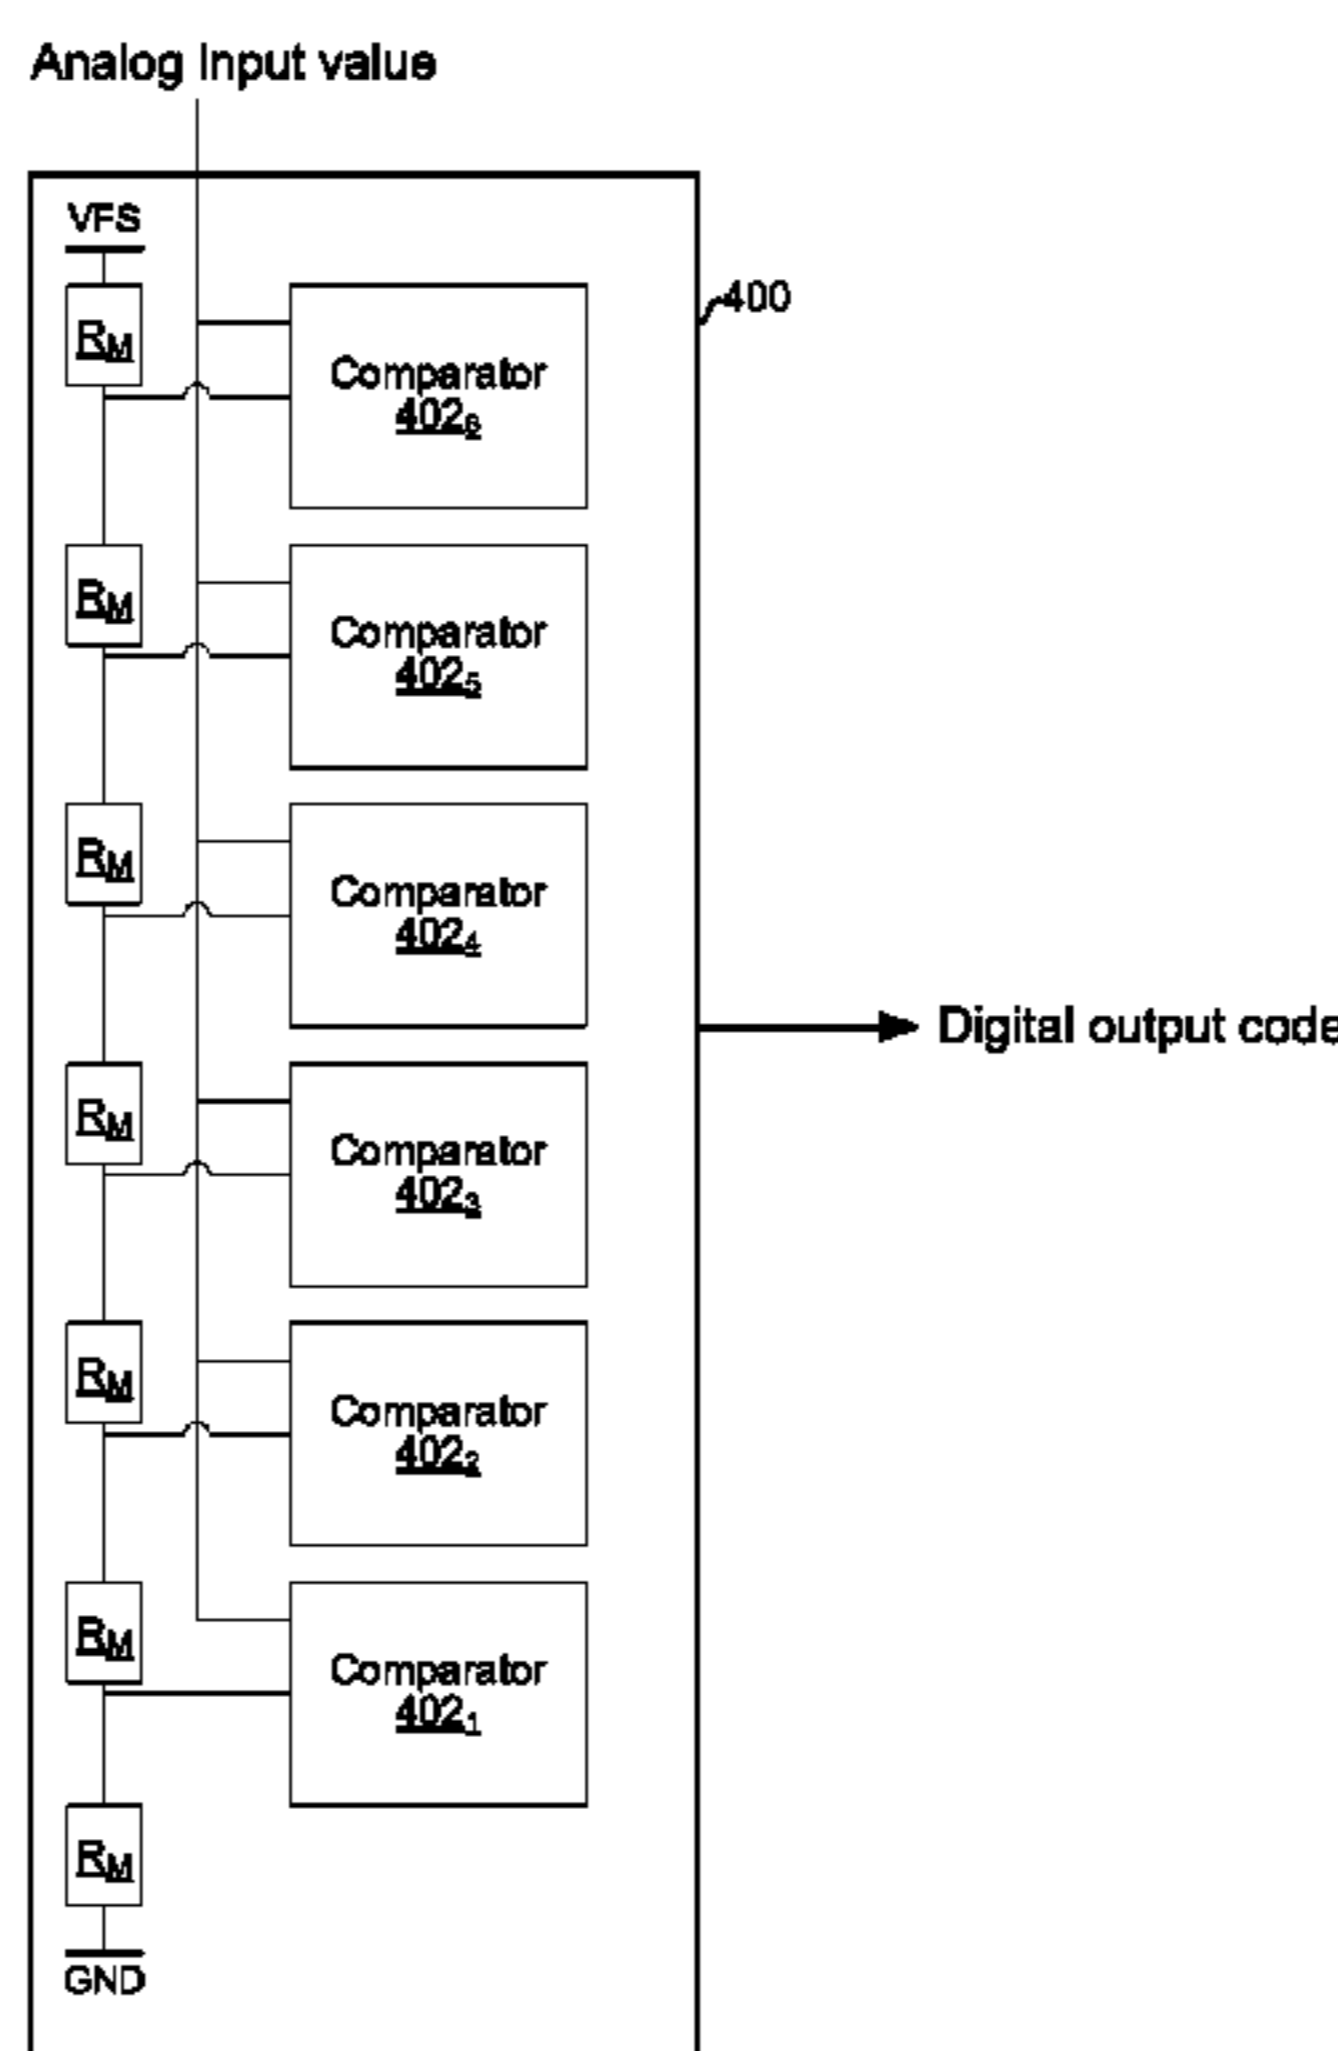 Analog Input value
VFS
400
RM
Comparator
4026
RM
Comparator
4025
RM
Comparator
4024
Digital output code
RM
Comparator
4023
RM
Comparator
4022
RM
Comparator
4021
RM
GND